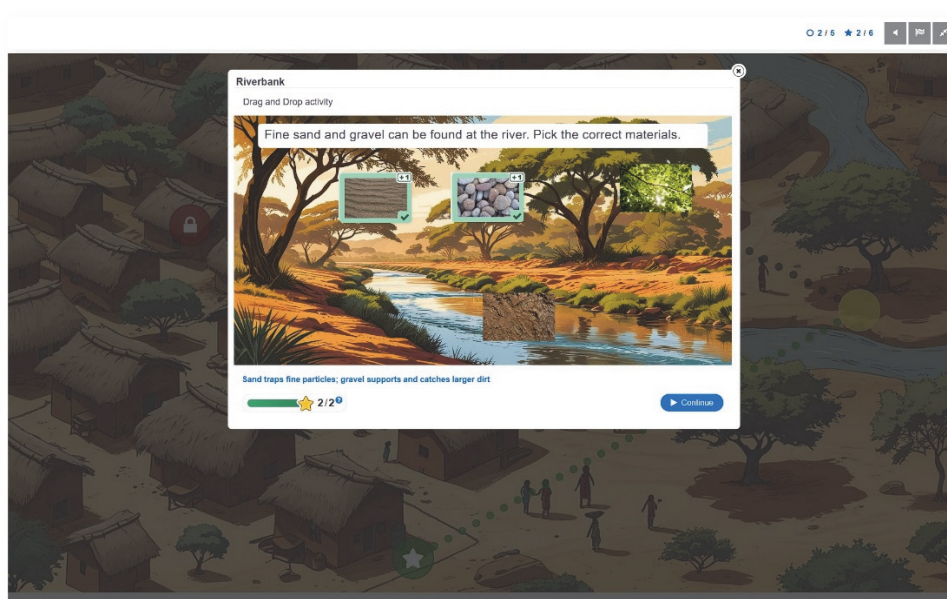 2 / 6 2 / 6
Riverbank
Drag and Drop activity
Fine sand and gravel can be found at the river. Pick the correct materials.
+1 +1
Sand traps fine particles; gravel supports and catches larger dirt
2/2
Continue